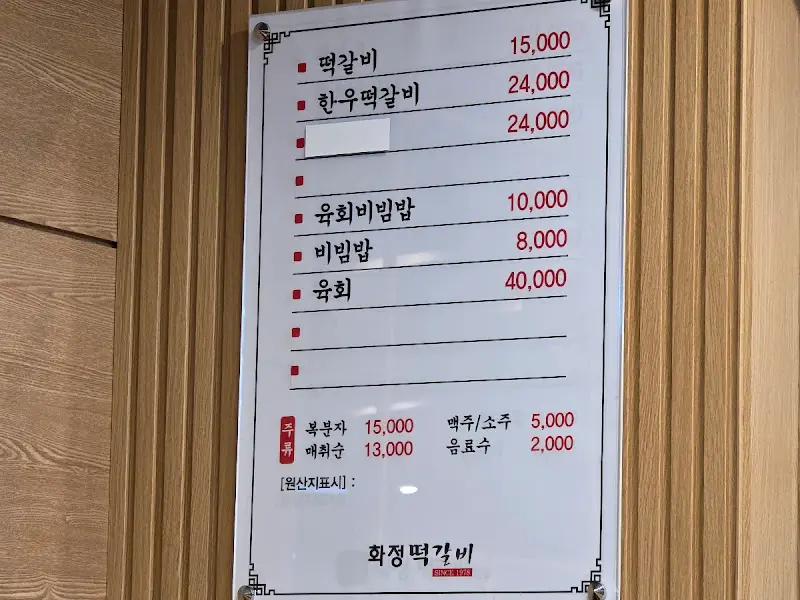 떡갈비 15,000
한우떡갈비 24,000
24,000
육회비빔밥 10,000
비빔밥 8,000
육회 40,000
주류
복분자 15,000 맥주/소주 5,000
매취순 13,000 음료수 2,000
[원산지표시] :
화정떡갈비
SINCE 1978